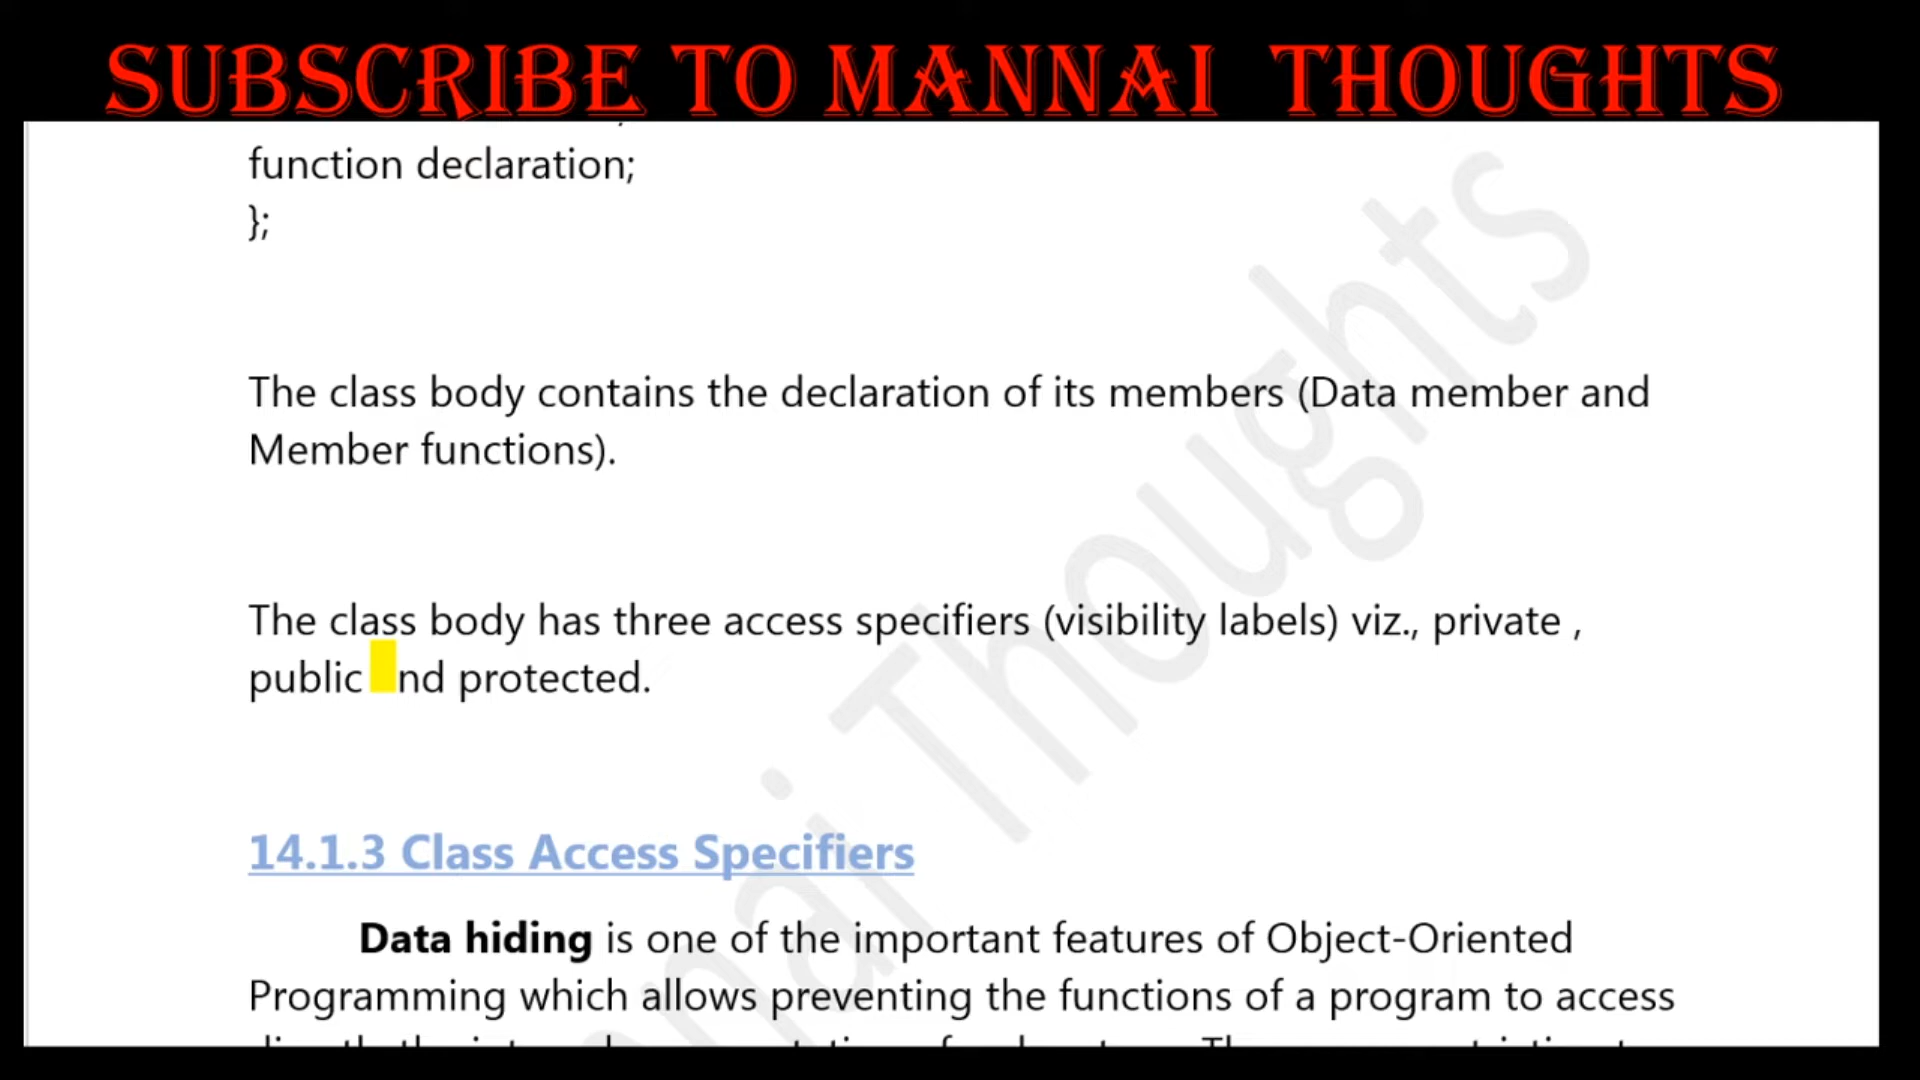 SUBSCRIBE TO MANNAI THOUGHTS
function declaration;
};
The class body contains the declaration of its members (Data member and
Member functions).
The class body has three access specifiers (visibility labels) viz., private ,
public nd protected.
14.1.3 Class Access Specifiers
Data hiding is one of the important features of Object-Oriented
Programming which allows preventing the functions of a program to access
nnai Thoughts